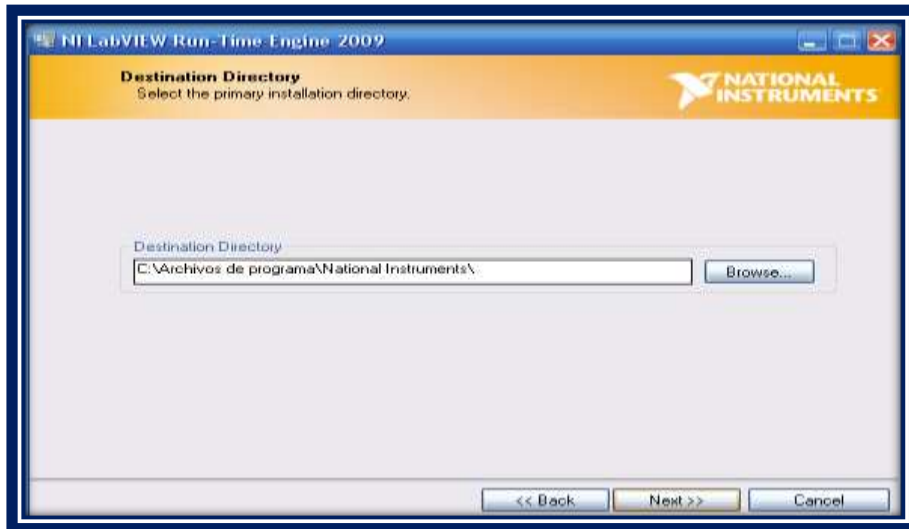 NI LabVIEW Run-Time Engine 2009
Destination Directory
Select the primary installation directory.
NATIONAL
INSTRUMENTS
Destination Directory
C:\Archivos de programa\National Instruments\
Browse...
<< Back
Next >>
Cancel